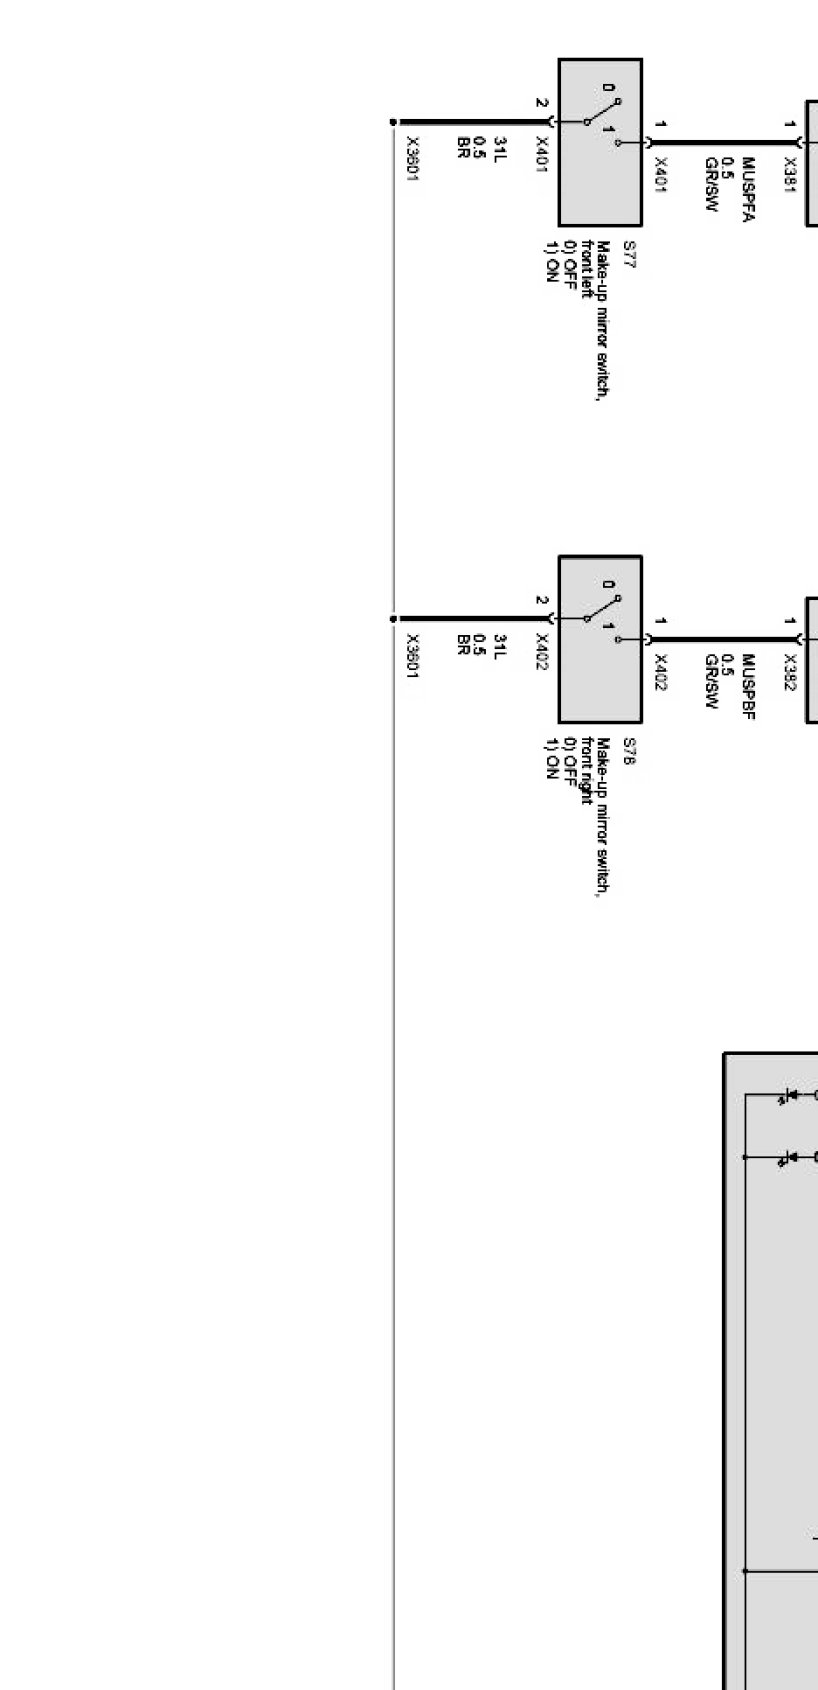 S77
Make-up mirror switch,
front left
0) OFF
1) ON
0
1
1
X381
MUSPFA
0.5
GR/SW
1
X401
2
X401
31L
0.5
BR
X3601
S78
Make-up mirror switch,
front right
0) OFF
1) ON
0
1
1
X382
MUSPBF
0.5
GR/SW
1
X402
2
X402
31L
0.5
BR
X3601